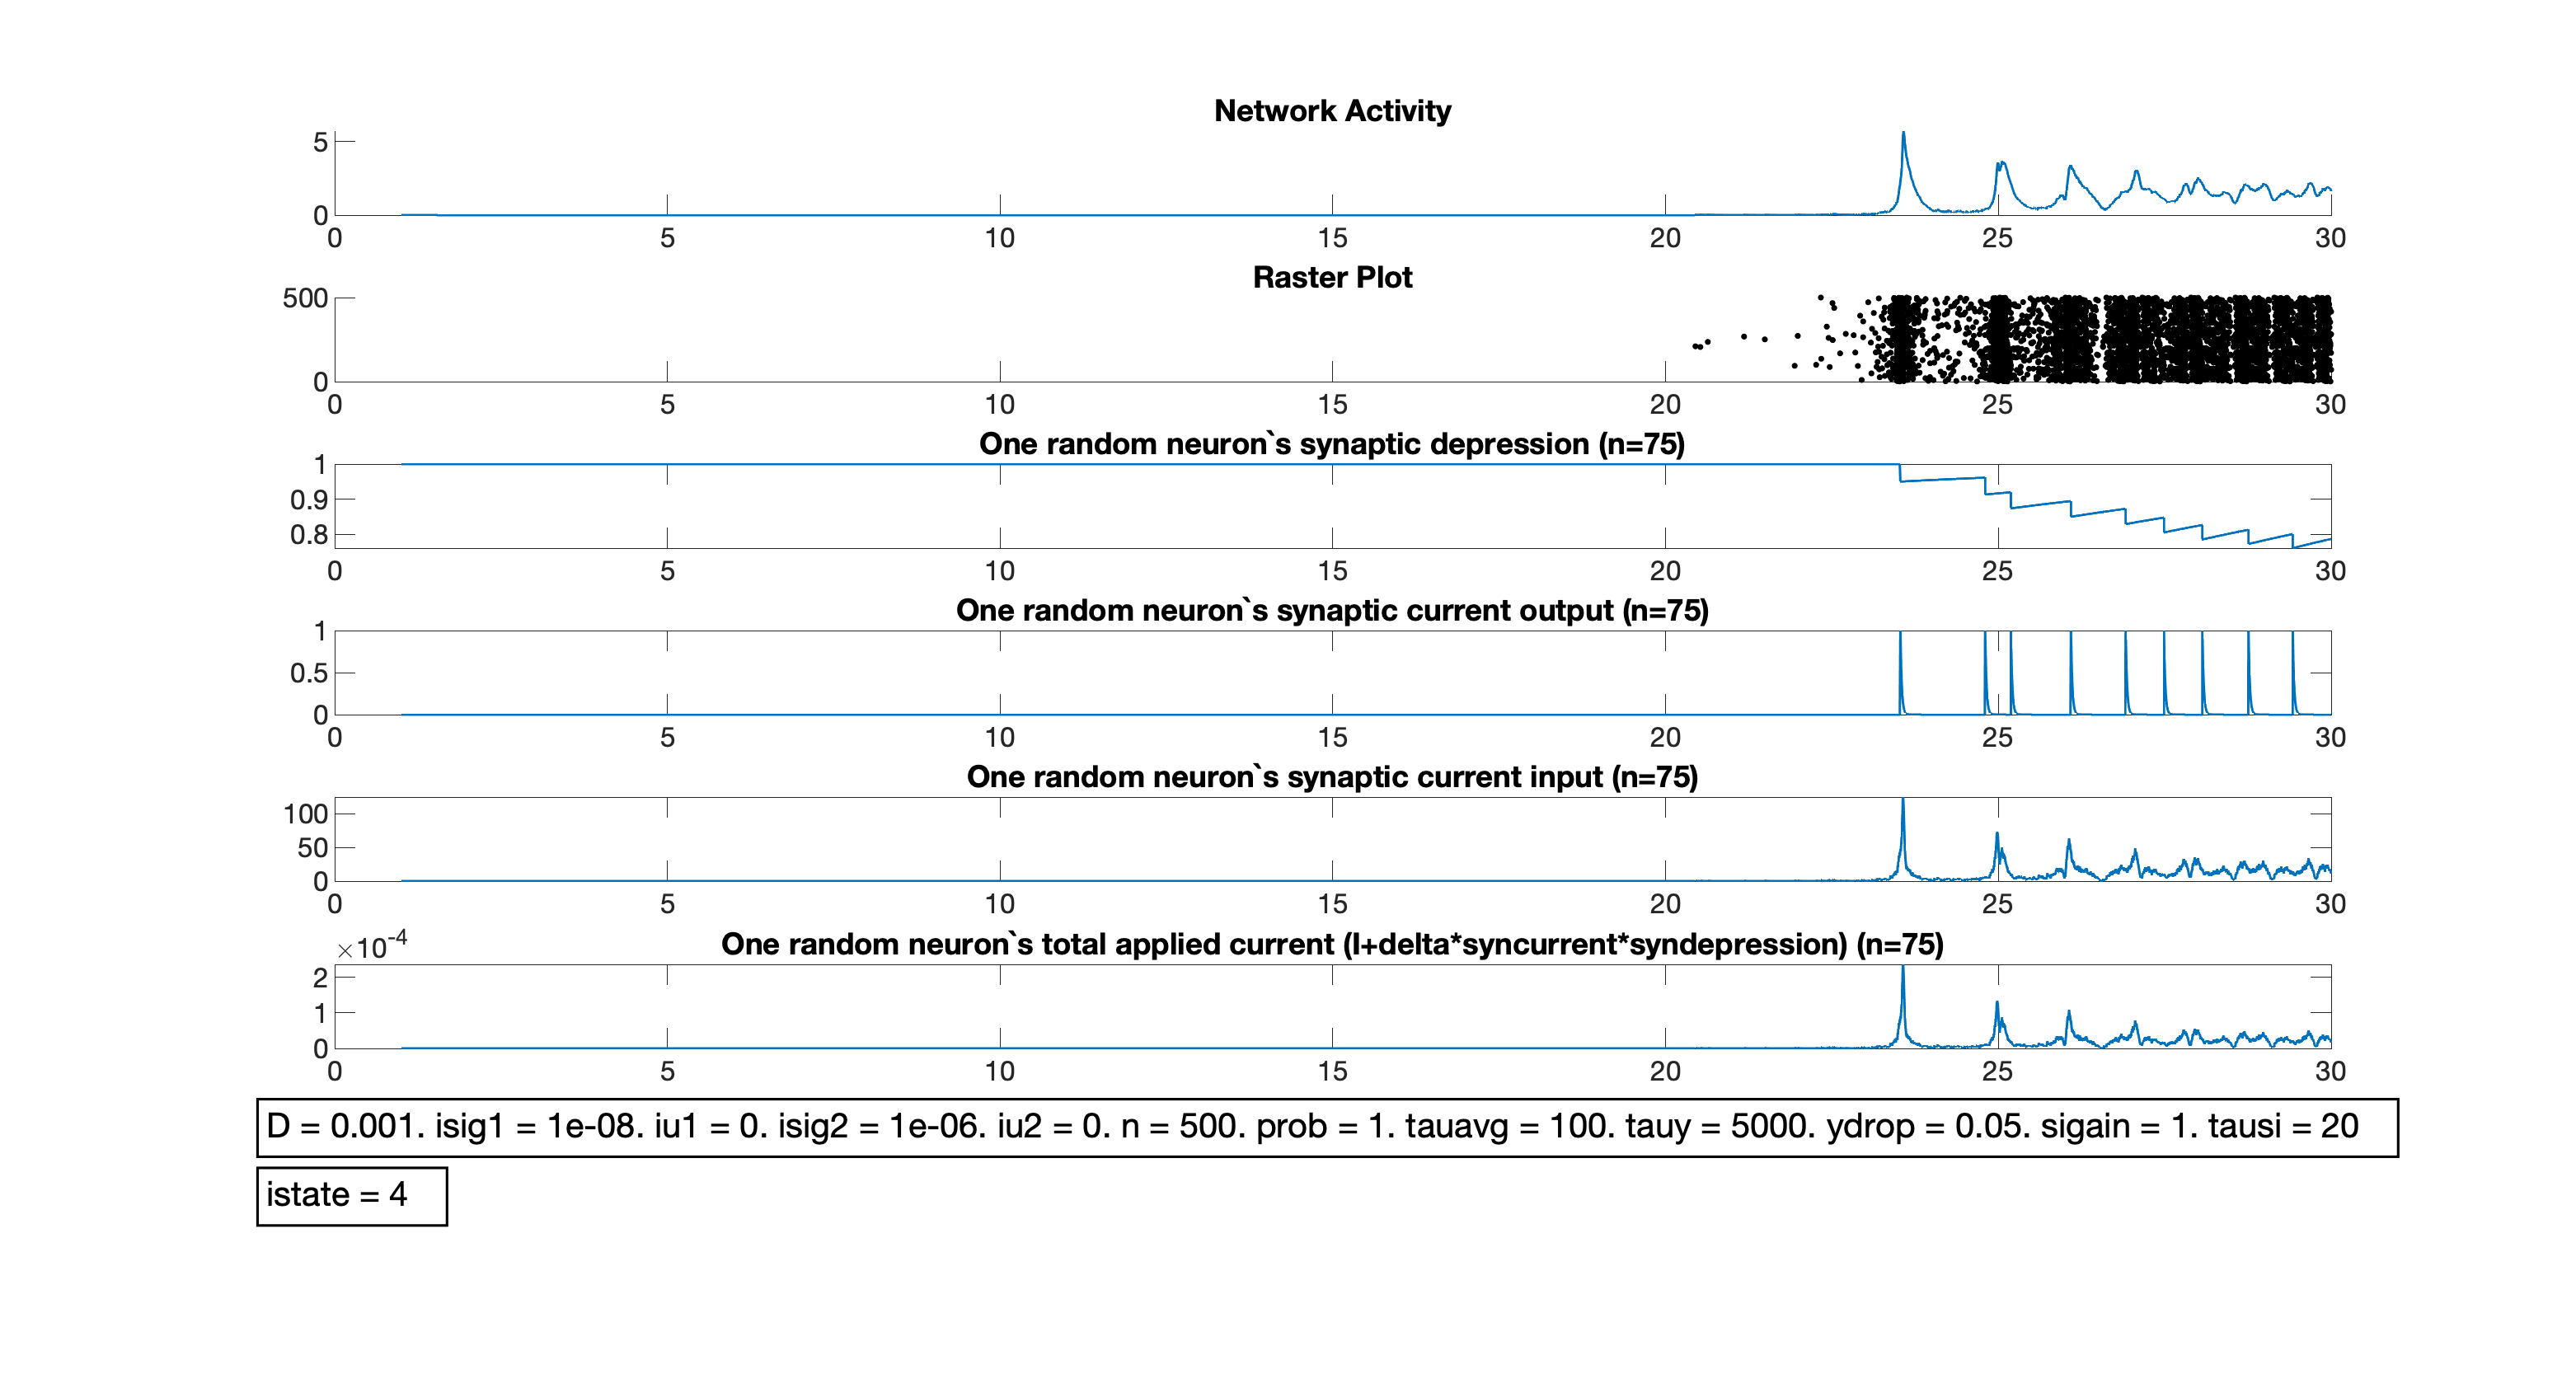 Network Activity
5
0
0 5 10 15 20 25 30
Raster Plot
500
0
0 5 10 15 20 25 30
One random neuron`s synaptic depression (n=75)
1
0.9
0.8
0 5 10 15 20 25 30
One random neuron`s synaptic current output (n=75)
1
0.5
0
0 5 10 15 20 25 30
One random neuron`s synaptic current input (n=75)
100
50
0
0 5 10 15 20 25 30
×10-4 One random neuron`s total applied current (I+delta*syncurrent*syndepression) (n=75)
2
1
0
0 5 10 15 20 25 30
D = 0.001. isig1 = 1e-08. iu1 = 0. isig2 = 1e-06. iu2 = 0. n = 500. prob = 1. tauavg = 100. tauy = 5000. ydrop = 0.05. sigain = 1. tausi = 20
istate = 4